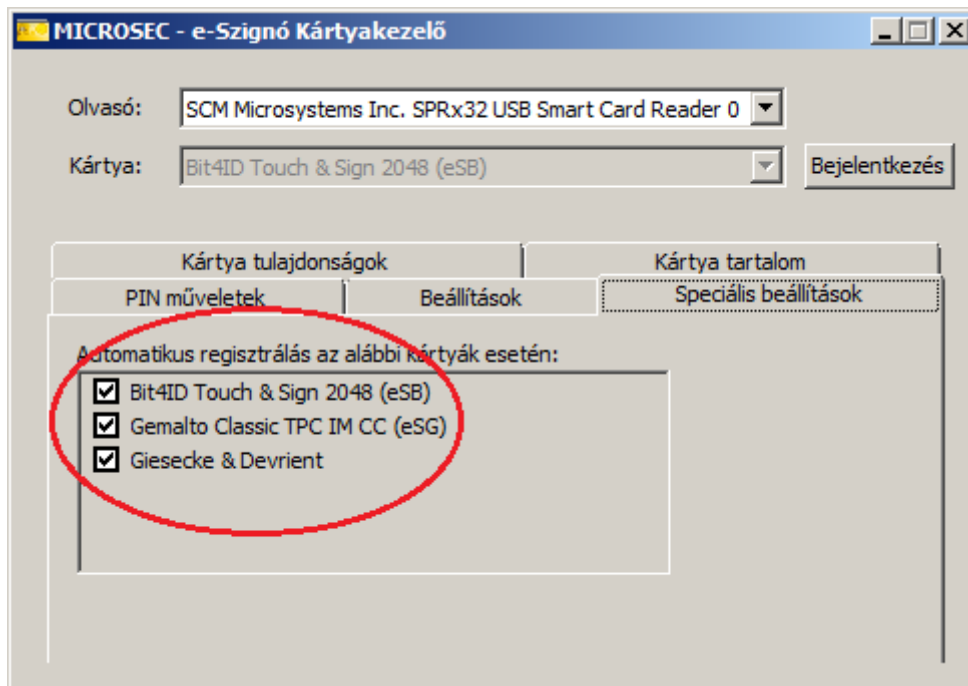 MICROSEC - e-Szignó Kártyakezelő
Olvasó: SCM Microsystems Inc. SPRx32 USB Smart Card Reader 0
Kártya: Bit4ID Touch & Sign 2048 (eSB) Bejelentkezés
Kártya tulajdonságok Kártya tartalom
PIN műveletek Beállítások Speciális beállítások
Automatikus regisztrálás az alábbi kártyák esetén:
Bit4ID Touch & Sign 2048 (eSB)
Gemalto Classic TPC IM CC (eSG)
Giesecke & Devrient